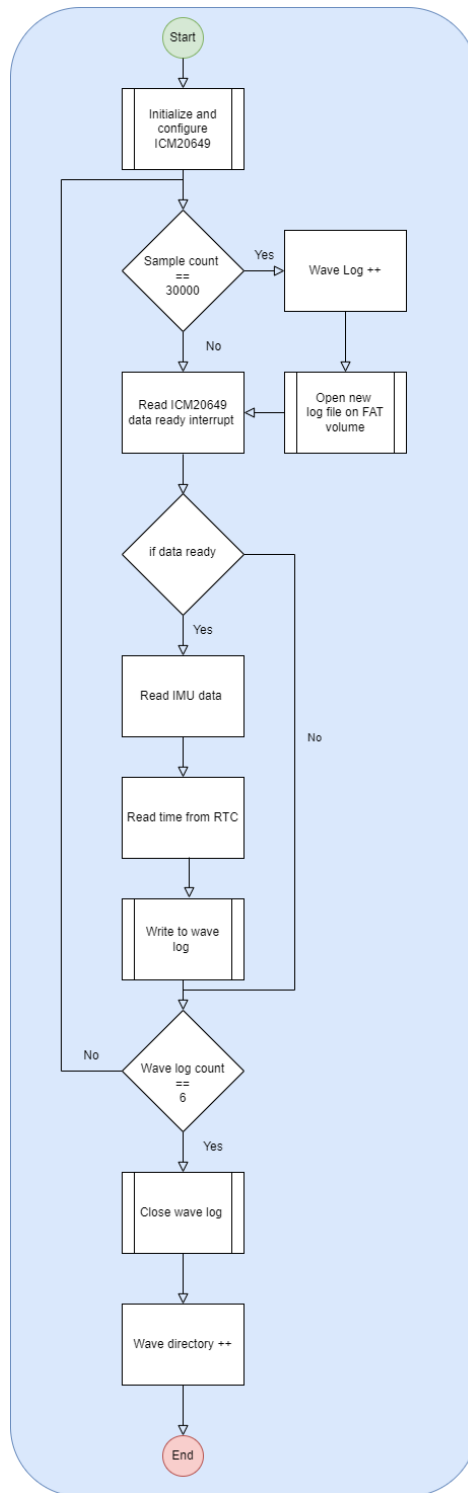 Start
Initialize and
configure
ICM20649
Sample count
==
30000
Yes
Wave Log ++
No
Read ICM20649
data ready interrupt
Open new
log file on FAT
volume
if data ready
Yes
Read IMU data
No
Read time from RTC
Write to wave
log
No
Wave log count
==
6
Yes
Close wave log
Wave directory ++
End